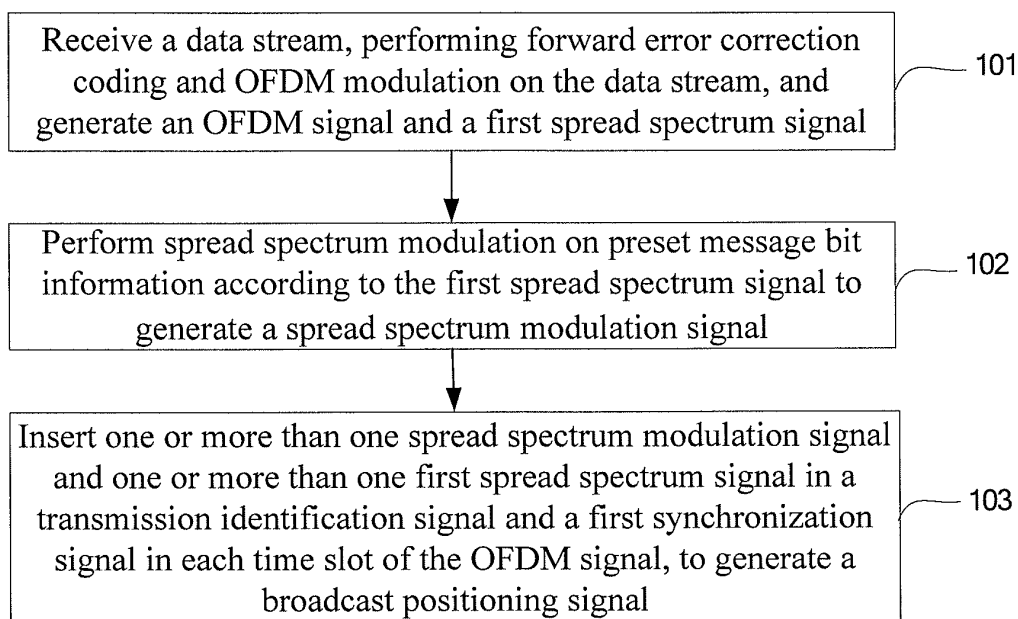 Receive a data stream, performing forward error correction
coding and OFDM modulation on the data stream, and
generate an OFDM signal and a first spread spectrum signal
101
Perform spread spectrum modulation on preset message bit
information according to the first spread spectrum signal to
generate a spread spectrum modulation signal
102
Insert one or more than one spread spectrum modulation signal
and one or more than one first spread spectrum signal in a
transmission identification signal and a first synchronization
signal in each time slot of the OFDM signal, to generate a
broadcast positioning signal
103